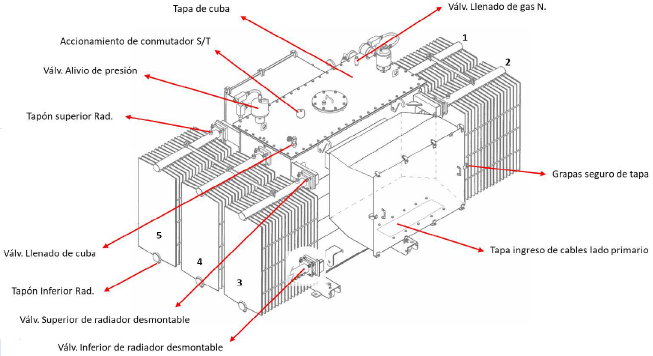 Tapa de cuba
Válv. Llenado de gas N.
Accionamiento de conmutador S/T
1
2
Válv. Alivio de presión
Tapón superior Rad.
Grapas seguro de tapa
5
4
3
Válv. Llenado de cuba
Tapa ingreso de cables lado primario
Tapón Inferior Rad.
Válv. Superior de radiador desmontable
Válv. Inferior de radiador desmontable